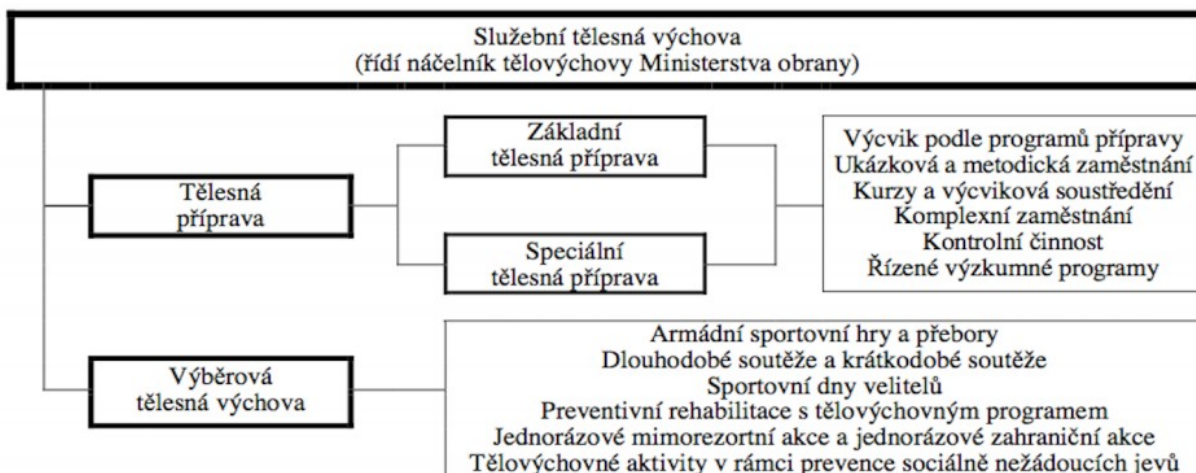 Služební tělesná výchova
(řídí náčelník tělovýchovy Ministerstva obrany)
Základní
tělesná příprava
Výcvik podle programů přípravy
Ukázková a metodická zaměstnání
Kurzy a výcviková soustředění
Komplexní zaměstnání
Kontrolní činnost
Řízené výzkumné programy
Tělesná
příprava
Speciální
tělesná příprava
Výběrová
tělesná výchova
Armádní sportovní hry a přebory
Dlouhodobé soutěže a krátkodobé soutěže
Sportovní dny velitelů
Preventivní rehabilitace s tělovýchovným programem
Jednorázové mimorezortní akce a jednorázové zahraniční akce
Tělovýchovné aktivity v rámci prevence sociálně nežádoucích jevů